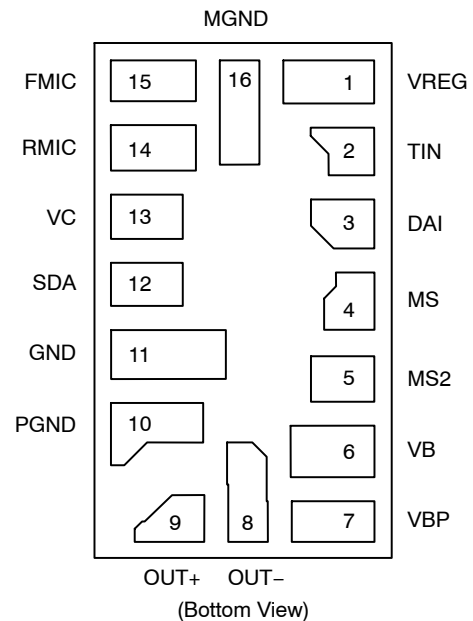 MGND
FMIC 15 16 1 VREG
RMIC 14 2 TIN
VC 13 3 DAI
SDA 12 4 MS
GND 11 5 MS2
PGND 10 6 VB
9 8 7 VBP
OUT+ OUT−
(Bottom View)